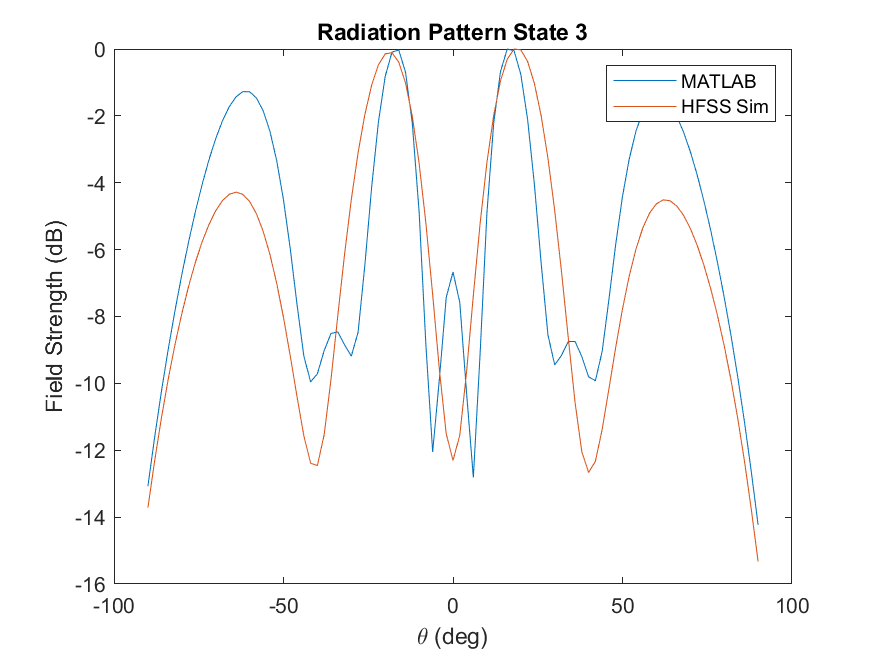 Radiation Pattern State 3
0
-2
-4
-6
-8
-10
-12
-14
-16
Field Strength (dB)
MATLAB
HFSS Sim
-100
-50
0
50
100
θ (deg)